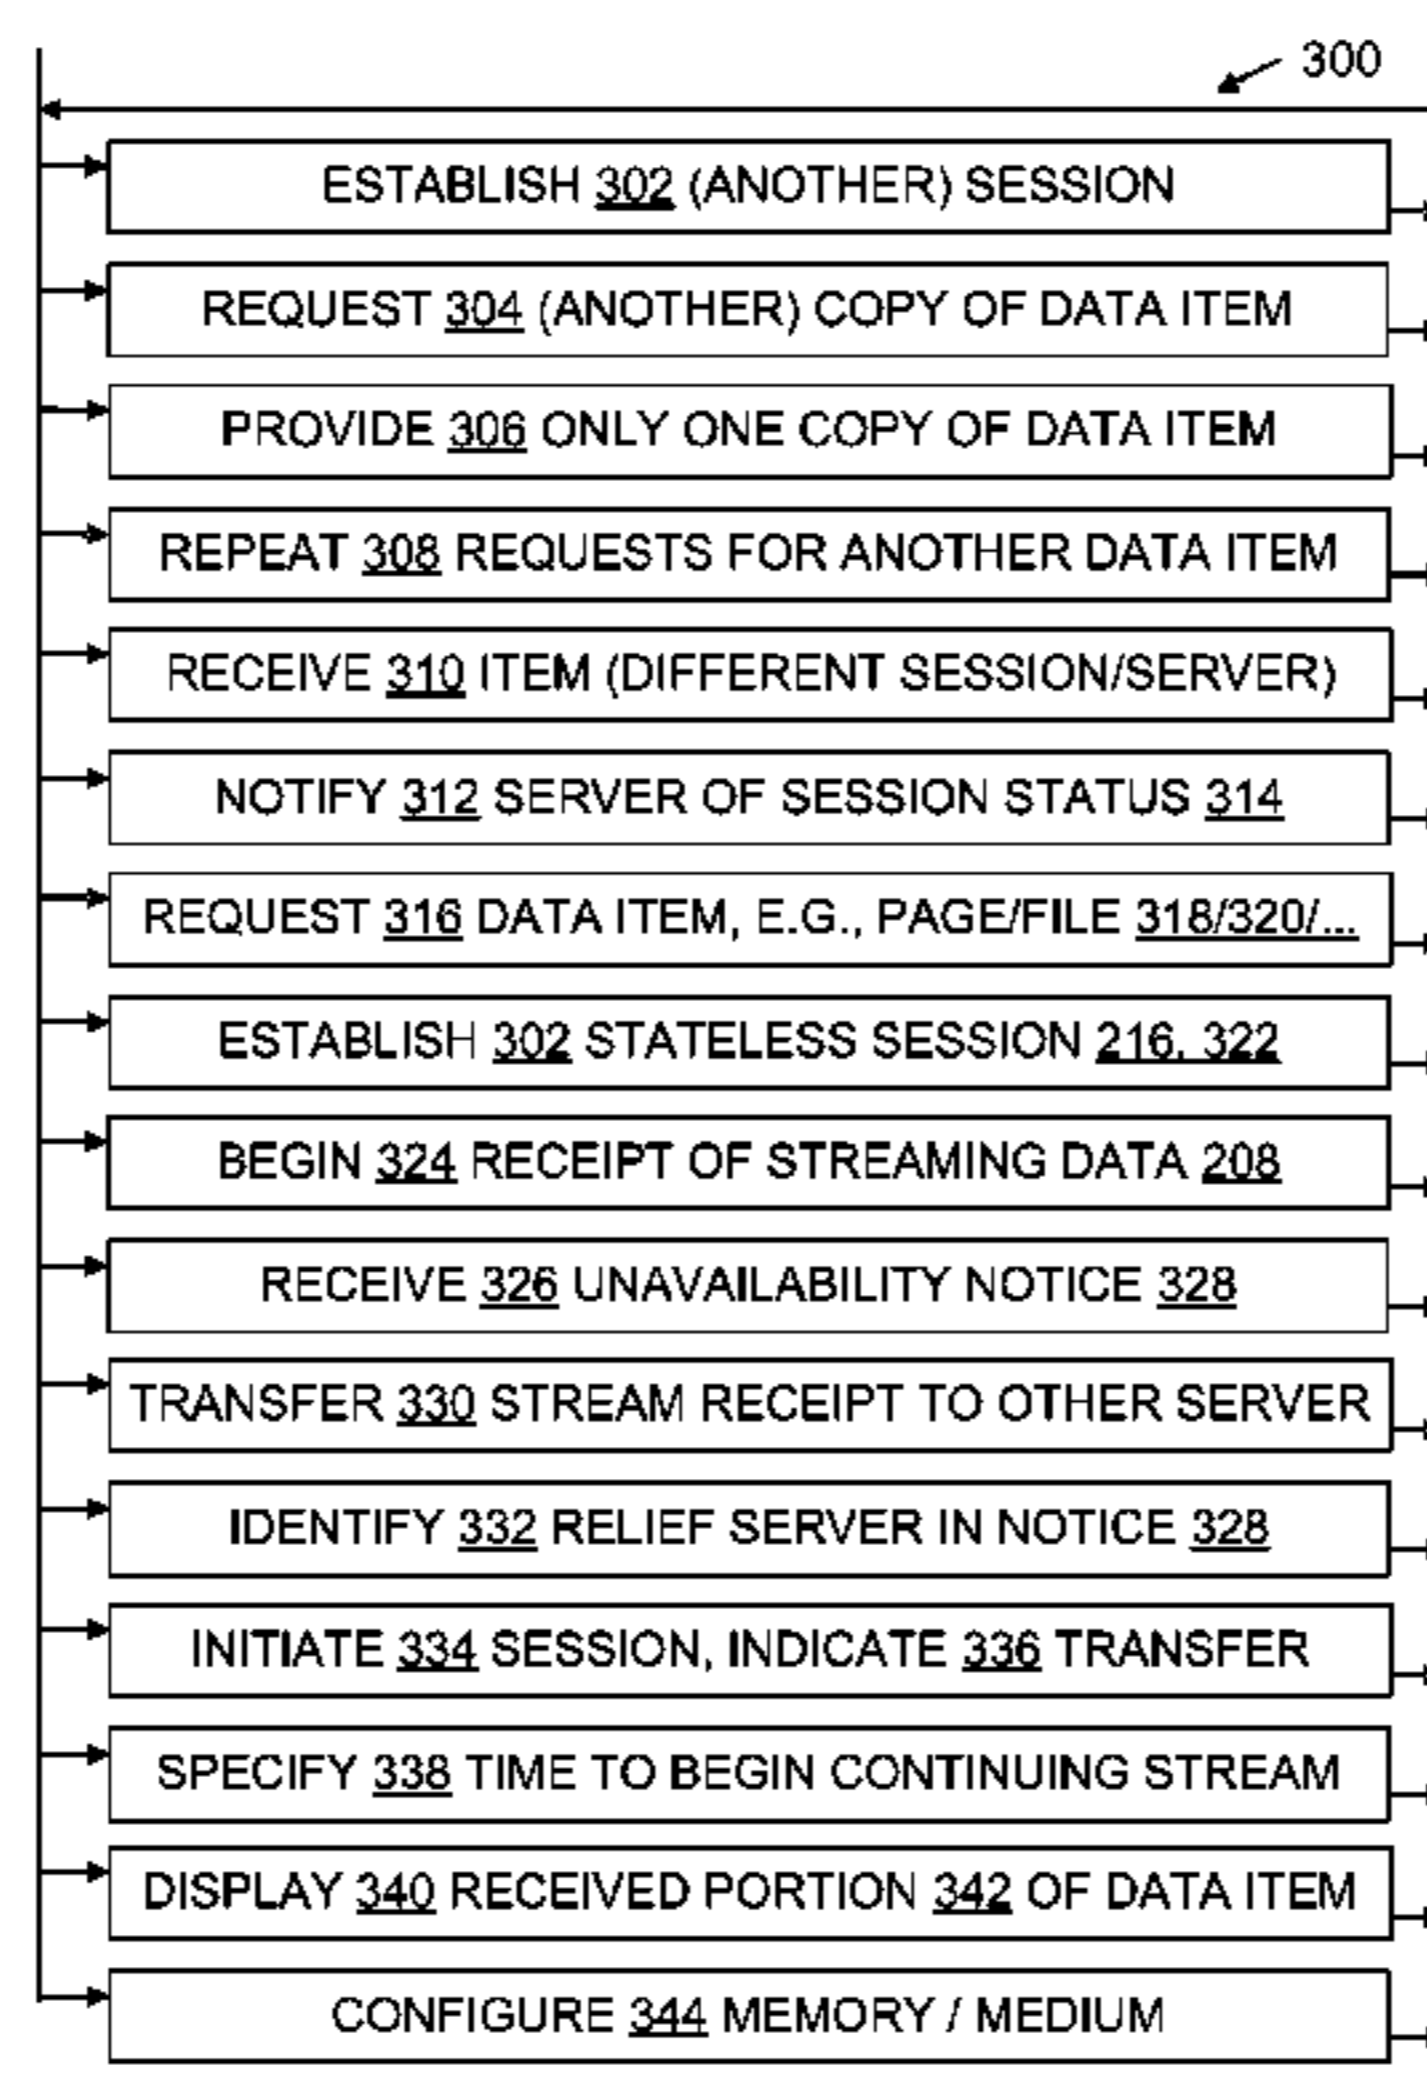 300
ESTABLISH 302 (ANOTHER) SESSION
REQUEST 304 (ANOTHER) COPY OF DATA ITEM
PROVIDE 306 ONLY ONE COPY OF DATA ITEM
REPEAT 308 REQUESTS FOR ANOTHER DATA ITEM
RECEIVE 310 ITEM (DIFFERENT SESSION/SERVER)
NOTIFY 312 SERVER OF SESSION STATUS 314
REQUEST 316 DATA ITEM, E.G., PAGE/FILE 318/320/...
ESTABLISH 302 STATELESS SESSION 216, 322
BEGIN 324 RECEIPT OF STREAMING DATA 208
RECEIVE 326 UNAVAILABILITY NOTICE 328
TRANSFER 330 STREAM RECEIPT TO OTHER SERVER
IDENTIFY 332 RELIEF SERVER IN NOTICE 328
INITIATE 334 SESSION, INDICATE 336 TRANSFER
SPECIFY 338 TIME TO BEGIN CONTINUING STREAM
DISPLAY 340 RECEIVED PORTION 342 OF DATA ITEM
CONFIGURE 344 MEMORY / MEDIUM